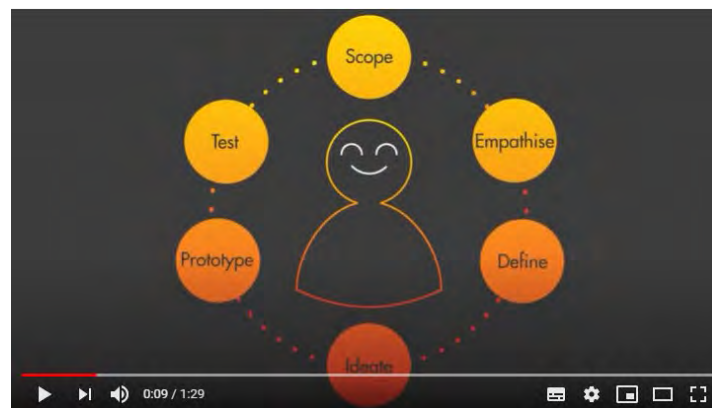 Scope
Test
Empathise
Prototype
Define
Ideate
0:09 / 1:29